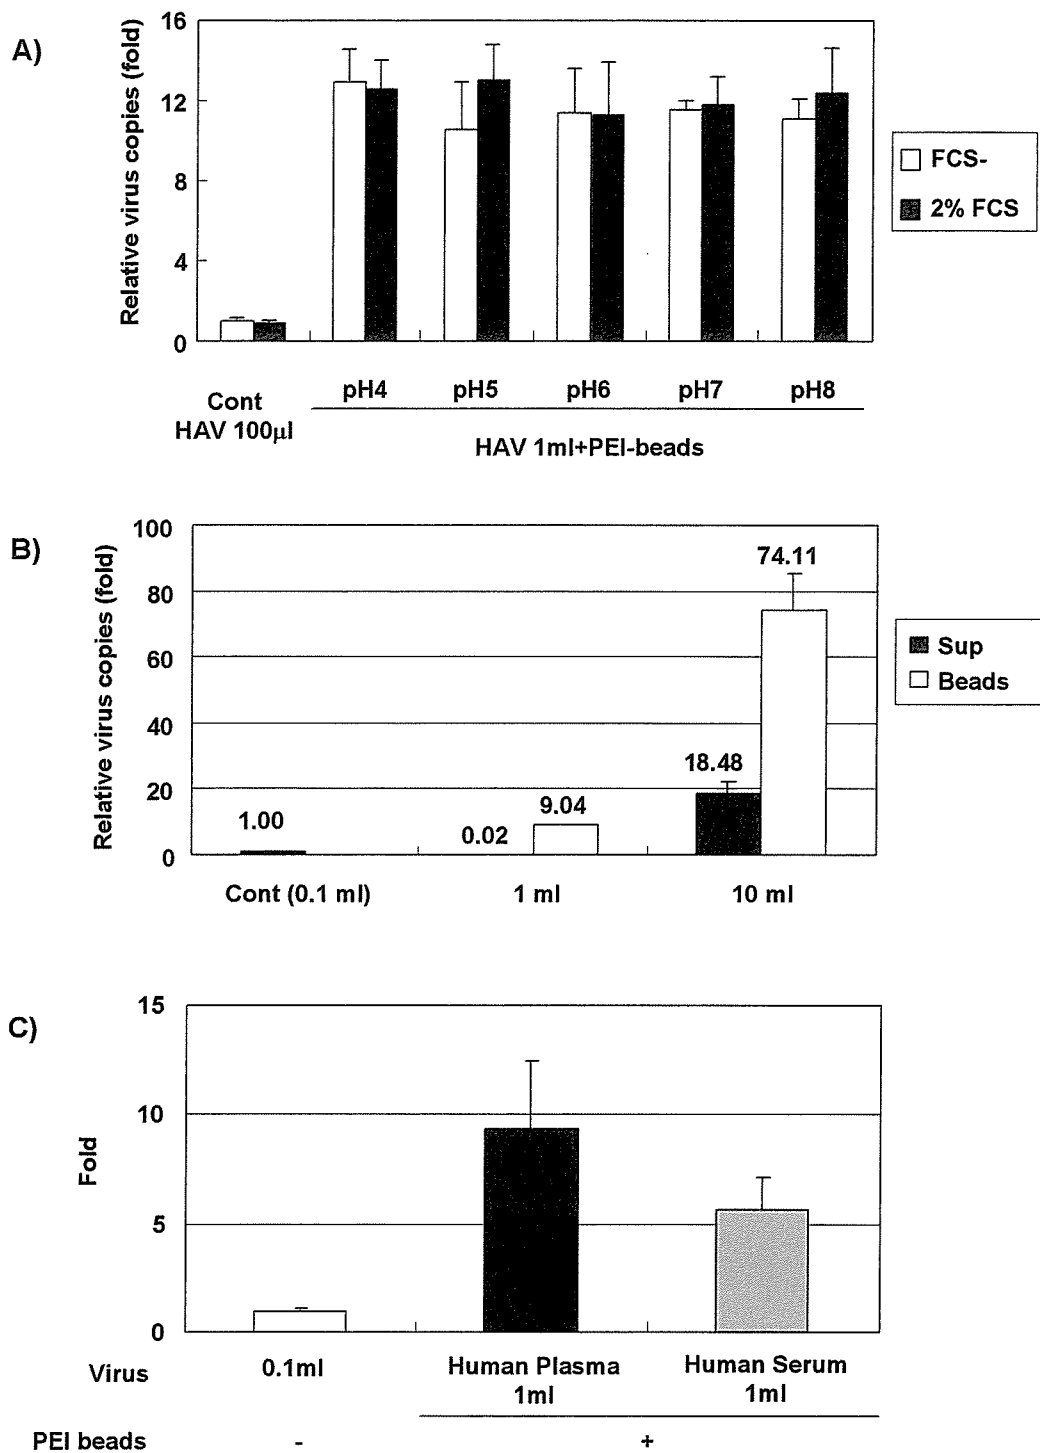 A)
Relative virus copies (fold)
16
12
8
4
0
FCS-
2% FCS
Cont
HAV 100µl
pH4 pH5 pH6 pH7 pH8
HAV 1ml+PEI-beads
B)
Relative virus copies (fold)
100
80
60
40
20
0
1.00
0.02
9.04
18.48
74.11
Sup
Beads
Cont (0.1 ml) 1 ml 10 ml
C)
Fold
15
10
5
0
Virus 0.1ml Human Plasma Human Serum
1ml 1ml
PEI beads - +